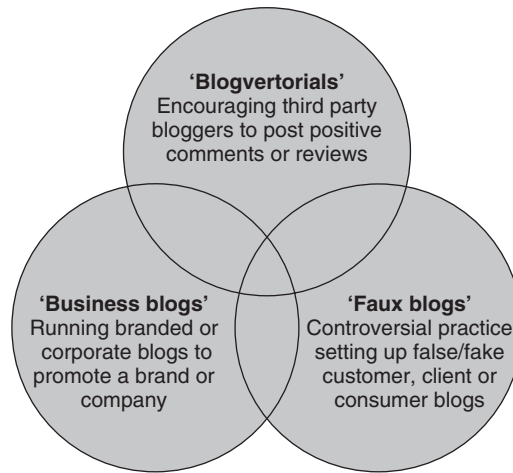 ‘Blogvertorials’
Encouraging third party
bloggers to post positive
comments or reviews
‘Business blogs’
Running branded or
corporate blogs to
promote a brand or
company
‘Faux blogs’
Controversial practice
setting up false/fake
customer, client or
consumer blogs